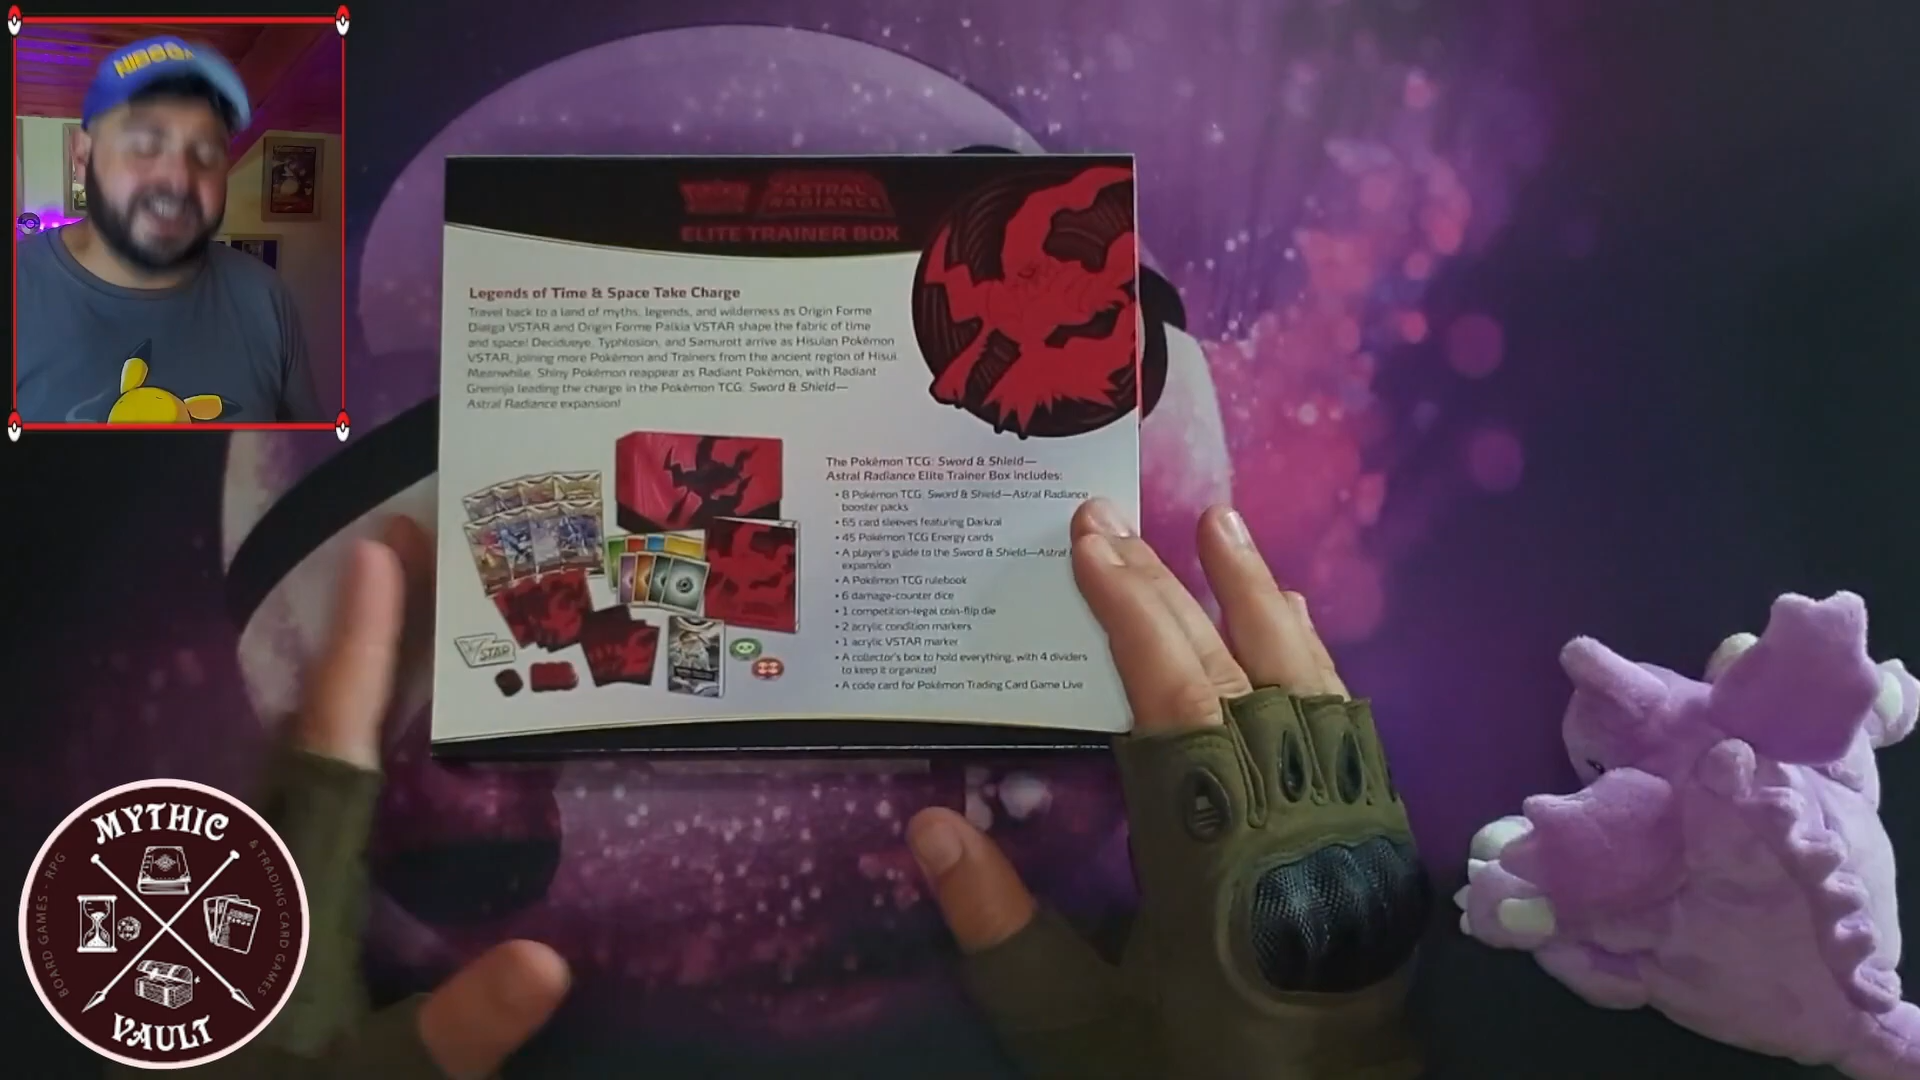 ASTRAL
RADIANCE
ELITE TRAINER BOX
Legends of Time & Space Take Charge
Travel back to a land of myths, legends, and wilderness as Origin Forme
Dialga VSTAR and Origin Forme Palkia VSTAR shape the fabric of time
and space! Decidueye, Typhlosion, and Samurott arrive as Hisuian Pokémon
VSTAR, joining more Pokémon and Trainers from the ancient region of Hisui.
Meanwhile, Shiny Pokémon reappear as Radiant Pokémon, with Radiant
Greninja leading the charge in the Pokémon TCG: Sword & Shield—
Astral Radiance expansion!
The Pokémon TCG: Sword & Shield—
Astral Radiance Elite Trainer Box includes:
• 8 Pokémon TCG: Sword & Shield—Astral Radiance
booster packs
• 65 card sleeves featuring Darkrai
• 45 Pokémon TCG Energy cards
• A player's guide to the Sword & Shield—Astral
expansion
• A Pokémon TCG rulebook
• 6 damage-counter dice
• 1 competition-legal coin-flip die
• 2 acrylic condition markers
• 1 acrylic VSTAR marker
• A collector's box to hold everything, with 4 dividers
to keep it organized
• A code card for Pokémon Trading Card Game Live
VSTAR
MYTHIC
BOARD GAMES - RPG
& TRADING CARD GAMES
VAULT